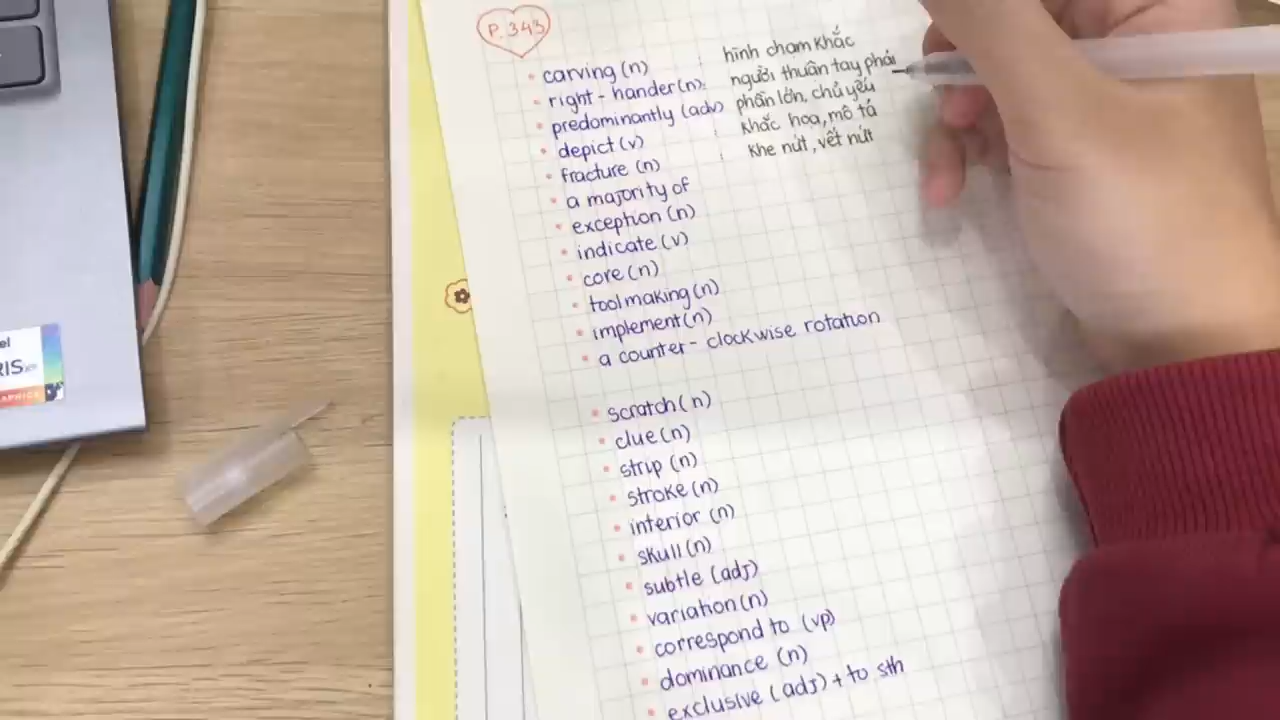 P.343
carving (n) : hình chạm khắc
right - hander (n): người thuận tay phải
predominantly (adv) phần lớn, chủ yếu
depict (v) : khắc hoạ, mô tả
fracture (n) : khe nứt, vết nứt
a majority of
exception (n)
indicate (v)
core (n)
toolmaking (n)
implement (n)
a counter - clockwise rotation
scratch (n)
clue (n)
strip (n)
stroke (n)
interior (n)
skull (n)
subtle (adj)
variation (n)
correspond to (vp)
dominance (n)
exclusive (adj) + to sth